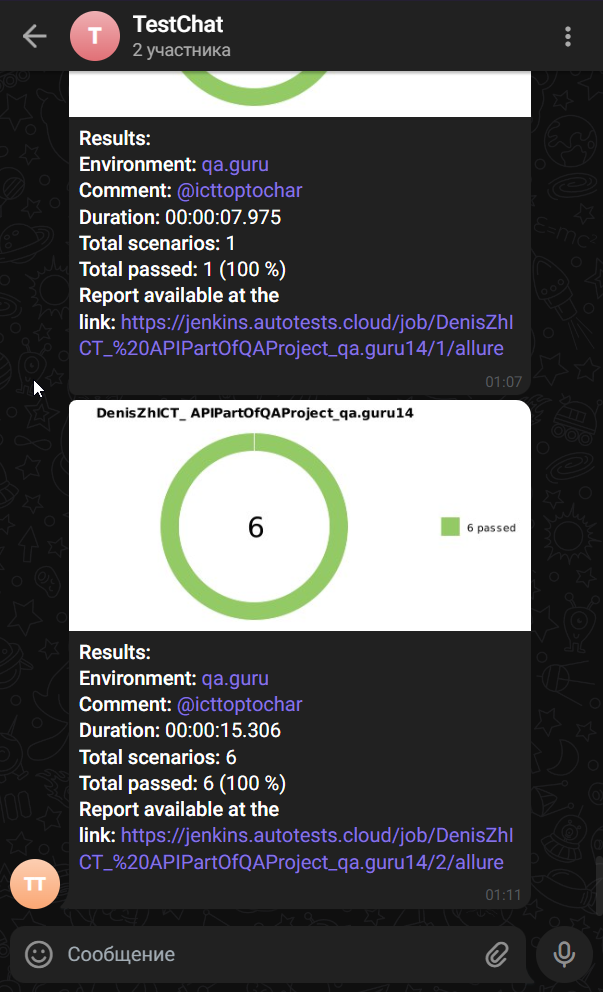 T
TestChat
2 участника
Results:
Environment: qa.guru
Comment: @icttoptochar
Duration: 00:00:07.975
Total scenarios: 1
Total passed: 1 (100 %)
Report available at the
link: https://jenkins.autotests.cloud/job/DenisZhI
CT_%20APIPartOfQAProject_qa.guru14/1/allure
01:07
DenisZhICT_ APIPartOfQAProject_qa.guru14
6
6 passed
Results:
Environment: qa.guru
Comment: @icttoptochar
Duration: 00:00:15.306
Total scenarios: 6
Total passed: 6 (100 %)
Report available at the
link: https://jenkins.autotests.cloud/job/DenisZhI
CT_%20APIPartOfQAProject_qa.guru14/2/allure
TT
01:11
Сообщение